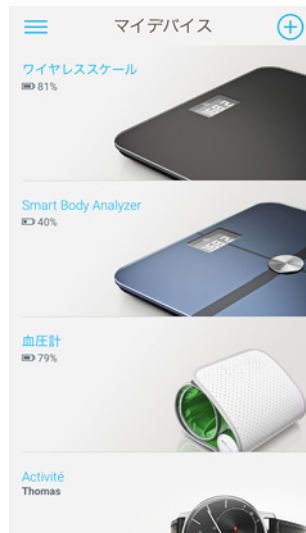 マイデバイス
ワイヤレススケール
81%
Smart Body Analyzer
40%
血圧計
79%
Activité
Thomas